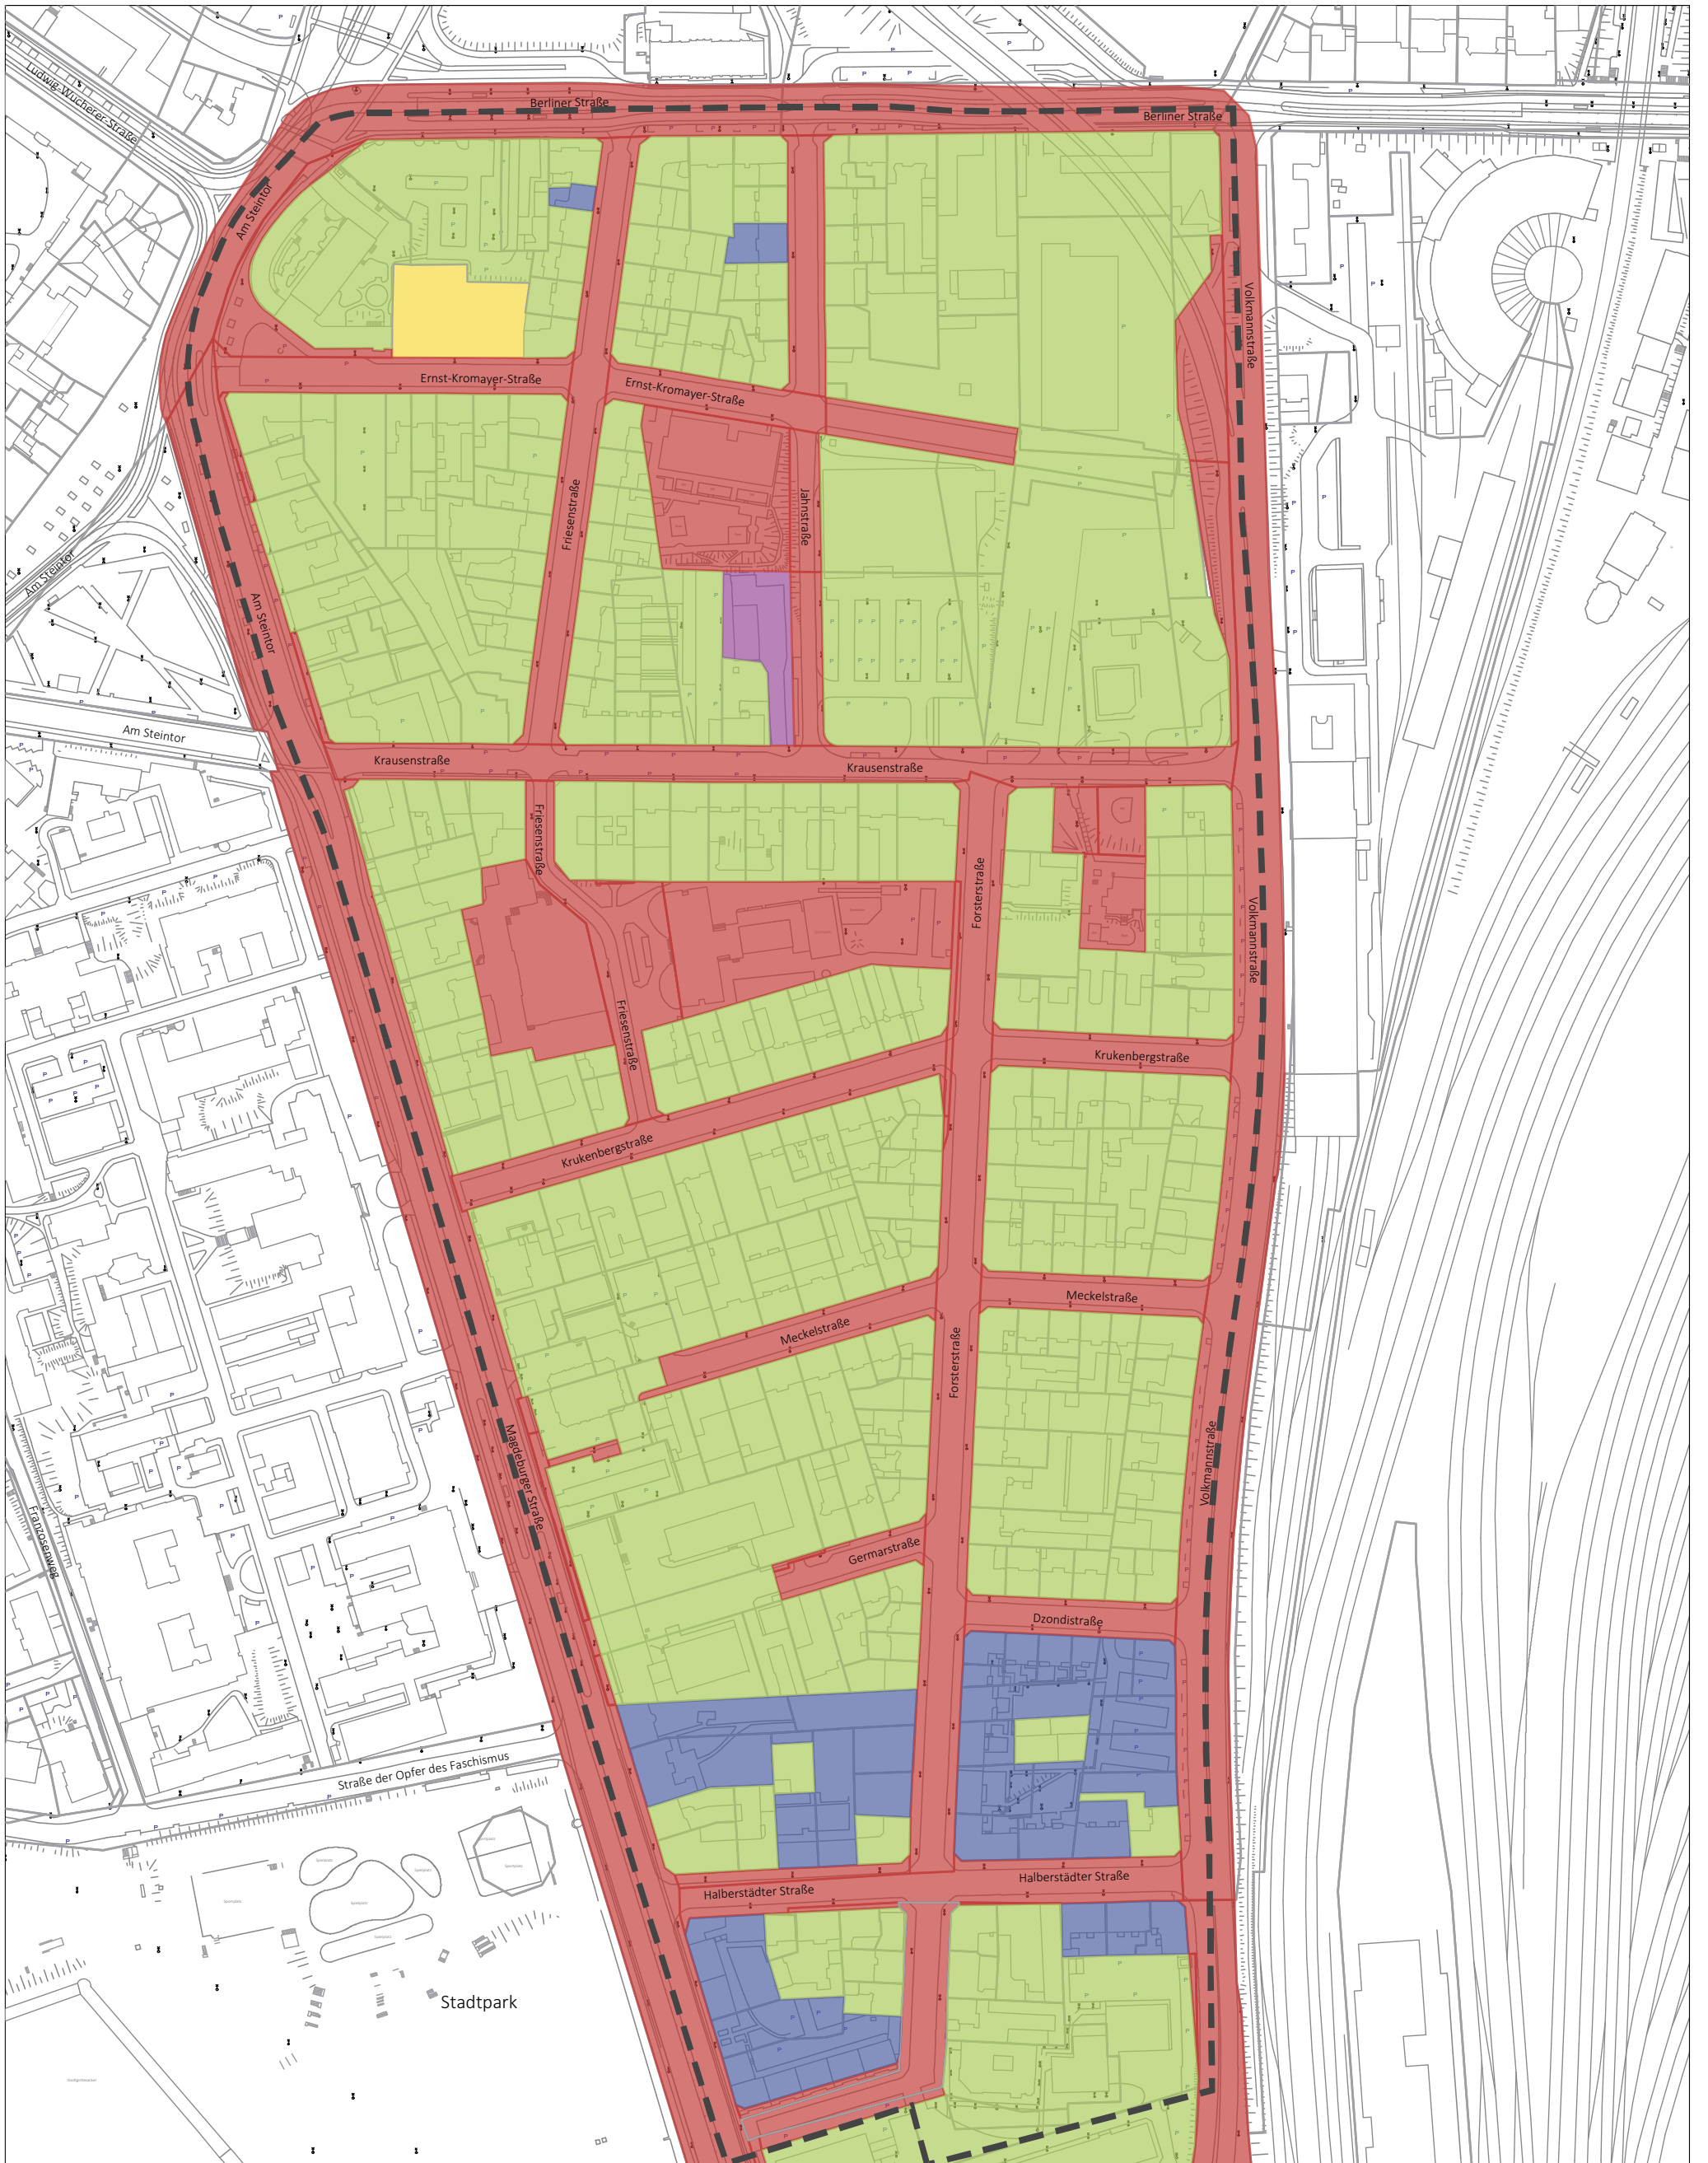 Ludwig-Wucherer-Straße
Berliner Straße
Berliner Straße
Am Steintor
Volkmannstraße
Ernst-Kromayer-Straße
Ernst-Kromayer-Straße
Friesenstraße
Jahnstraße
Am Steintor
Am Steintor
Am Steintor
Krausenstraße
Krausenstraße
Friesenstraße
Forsterstraße
Volkmannstraße
Friesenstraße
Krukenbergstraße
Krukenbergstraße
Meckelstraße
Meckelstraße
Forsterstraße
Magdeburger Straße
Volkmannstraße
Franzosenweg
Germarstraße
Dzondistraße
Straße der Opfer des Faschismus
Halberstädter Straße
Halberstädter Straße
Stadtpark